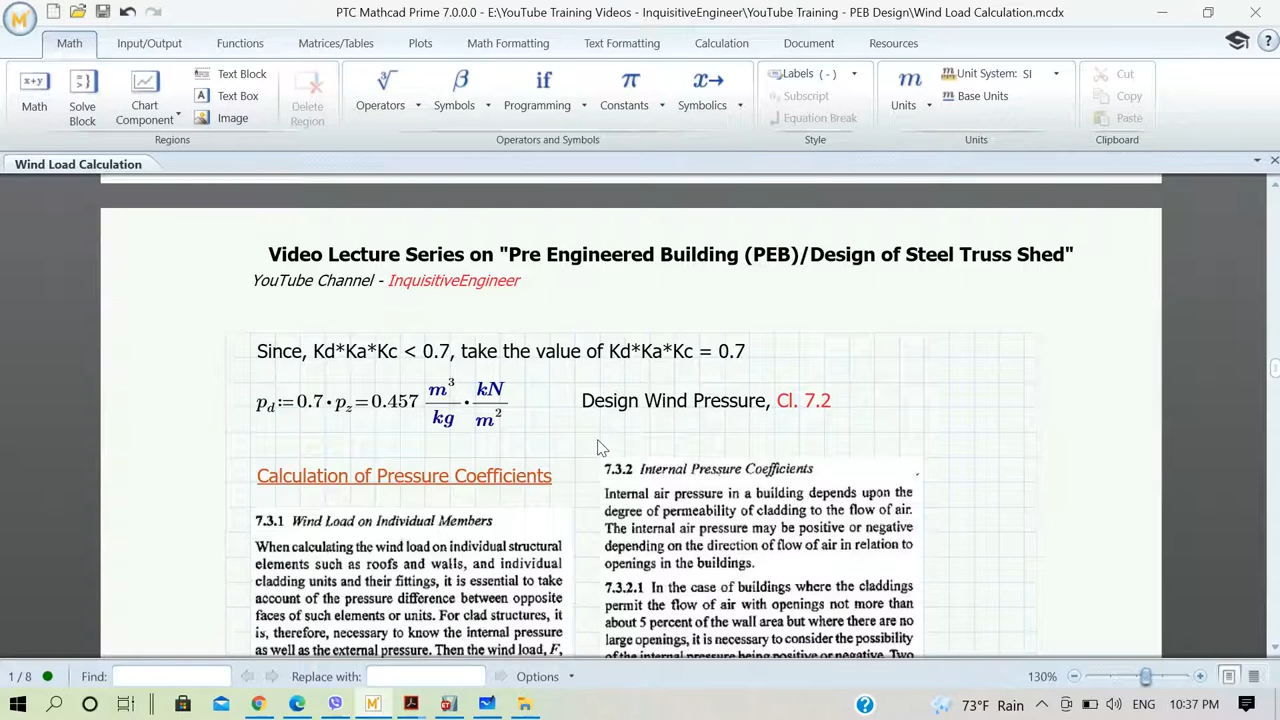 PTC Mathcad Prime 7.0.0.0 - E:\YouTube Training Videos - InquisitiveEngineer\YouTube Training - PEB Design\Wind Load Calculation.mcdx
Math Input/Output Functions Matrices/Tables Plots Math Formatting Text Formatting Calculation Document Resources
Math
Solve Block
Chart Component
Text Block
Text Box
Image
Delete Region
Regions
Operators
Symbols
Programming
Constants
Symbolics
Operators and Symbols
Labels (-)
Subscript
Equation Break
Style
Units
Unit System: SI
Base Units
Units
Cut
Copy
Paste
Clipboard
Wind Load Calculation
Video Lecture Series on "Pre Engineered Building (PEB)/Design of Steel Truss Shed"
YouTube Channel - InquisitiveEngineer
Since, Kd*Ka*Kc < 0.7, take the value of Kd*Ka*Kc = 0.7
p_d := 0.7 • p_z = 0.457 m^3/kg • kN/m^2
Design Wind Pressure, Cl. 7.2
Calculation of Pressure Coefficients
7.3.1 Wind Load on Individual Members
When calculating the wind load on individual structural
elements such as roofs and walls, and individual
cladding units and their fittings, it is essential to take
account of the pressure difference between opposite
faces of such elements or units. For clad structures, it
is, therefore, necessary to know the internal pressure
as well as the external pressure. Then the wind load, F,
7.3.2 Internal Pressure Coefficients
Internal air pressure in a building depends upon the
degree of permeability of cladding to the flow of air.
The internal air pressure may be positive or negative
depending on the direction of flow of air in relation to
openings in the buildings.
7.3.2.1 In the case of buildings where the claddings
permit the flow of air with openings not more than
about 5 percent of the wall area but where there are no
large openings, it is necessary to consider the possibility
of the internal pressure being positive or negative. Two
1 / 8 Find: Replace with: Options 130%
73°F Rain ENG 10:37 PM